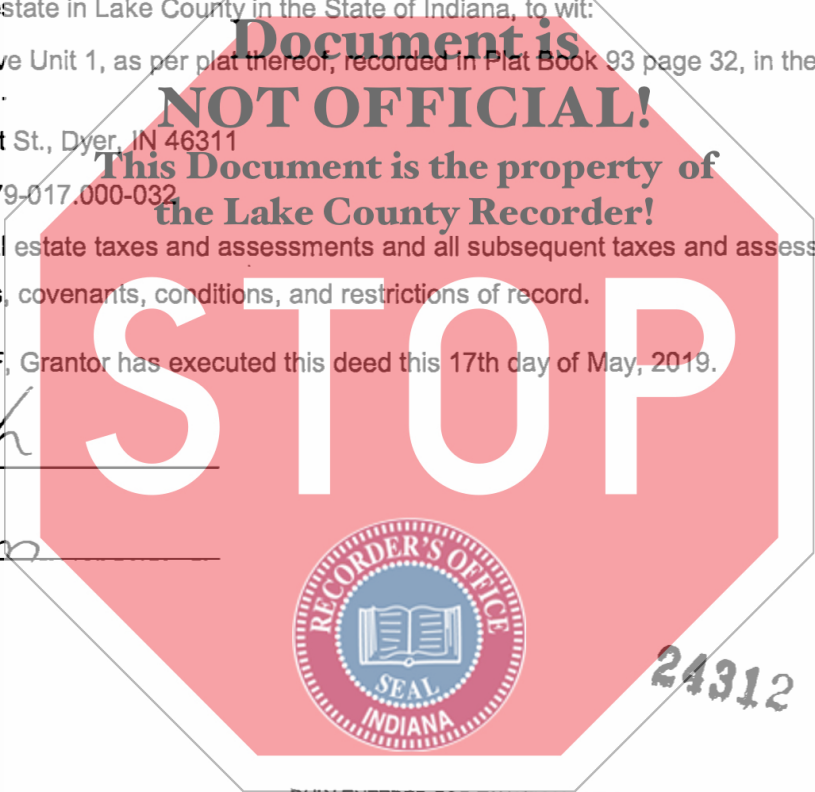 state in Lake County in the State of Indiana, to wit:
Document is
ve Unit 1, as per plat thereof, recorded in Plat Book 93 page 32, in the
NOT OFFICIAL!
t St., Dyer, IN 46311
This Document is the property of
9-017.000-032
the Lake County Recorder!
l estate taxes and assessments and all subsequent taxes and assess
s, covenants, conditions, and restrictions of record.
F, Grantor has executed this deed this 17th day of May, 2019.
STOP
RECORDER'S OFFICE
SEAL
INDIANA
24312